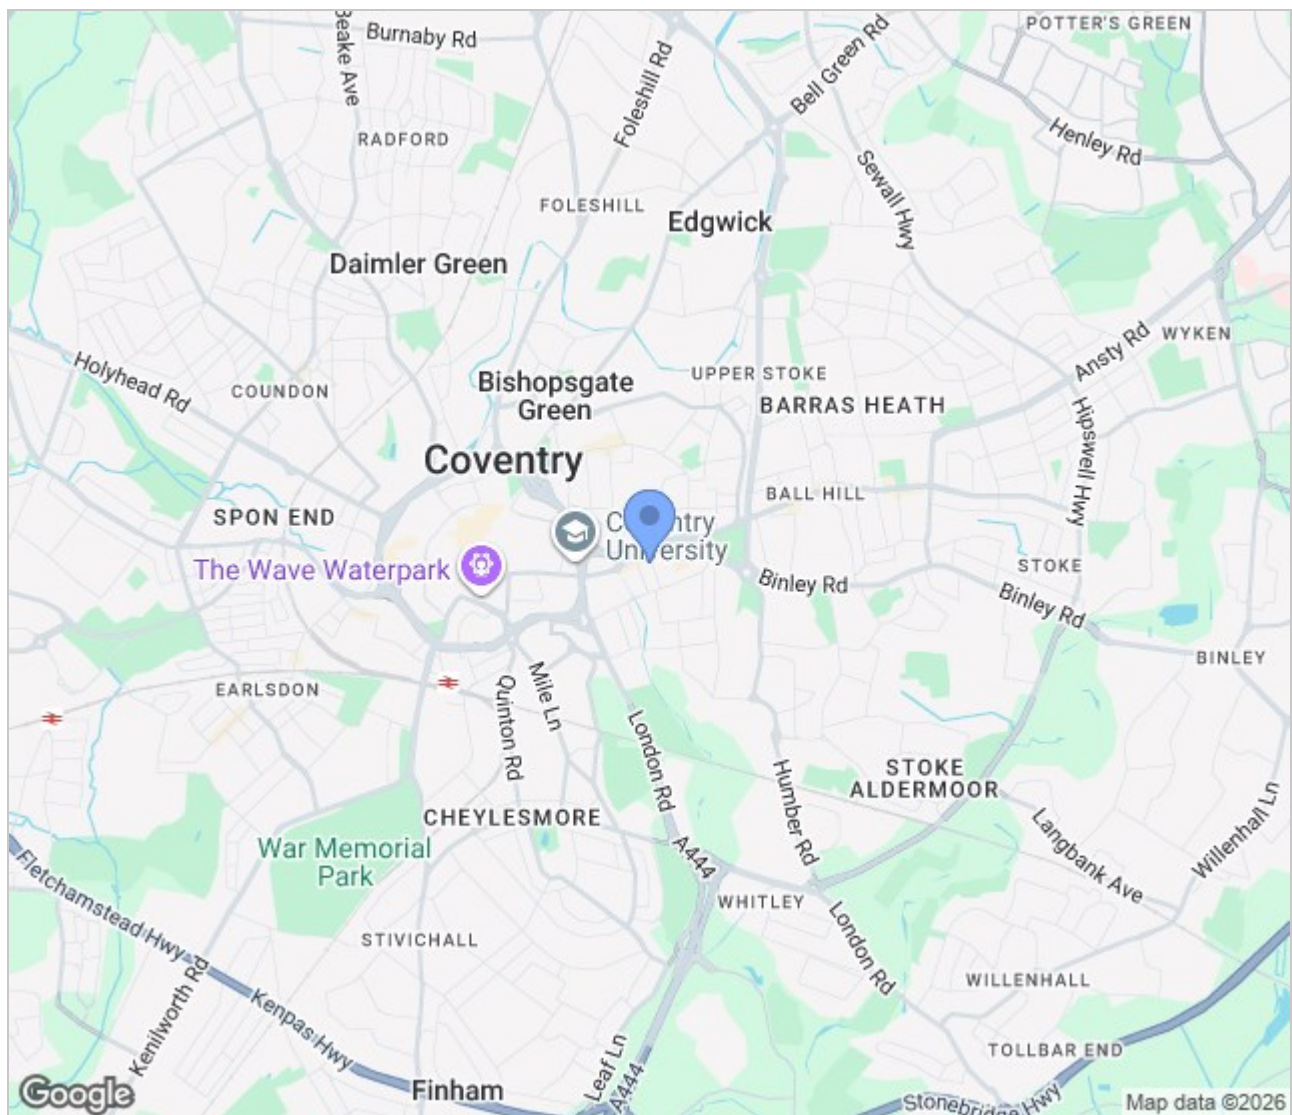 POTTER'S GREEN
Burnaby Rd
Beake Ave
Foleshill Rd
Bell Green Rd
RADFORD
Henley Rd
Sewall Hwy
FOLESHILL
Edgwick
Daimler Green
WYKEN
Ansty Rd
Holyhead Rd
COUNDON
Bishopsgate
Green
UPPER STOKE
BARRAS HEATH
Hipswell Hwy
Coventry
BALL HILL
SPON END
Coventry
University
The Wave Waterpark
Binley Rd
STOKE
Binley Rd
BINLEY
EARLSDON
Quinton Rd
Mile Ln
London Rd
Humber Rd
STOKE
ALDERMOOR
CHEYLESMORE
Langbank Ave
Willenhall Ln
War Memorial
Park
A444
Fletchamstead Hwy
WHITLEY
London Rd
STIVICHALL
WILLENHALL
Kenilworth Rd
Kenpas Hwy
TOLLBAR END
Leaf Ln
A444
Finham
Stonebridge Hwy
Google
Map data ©2026